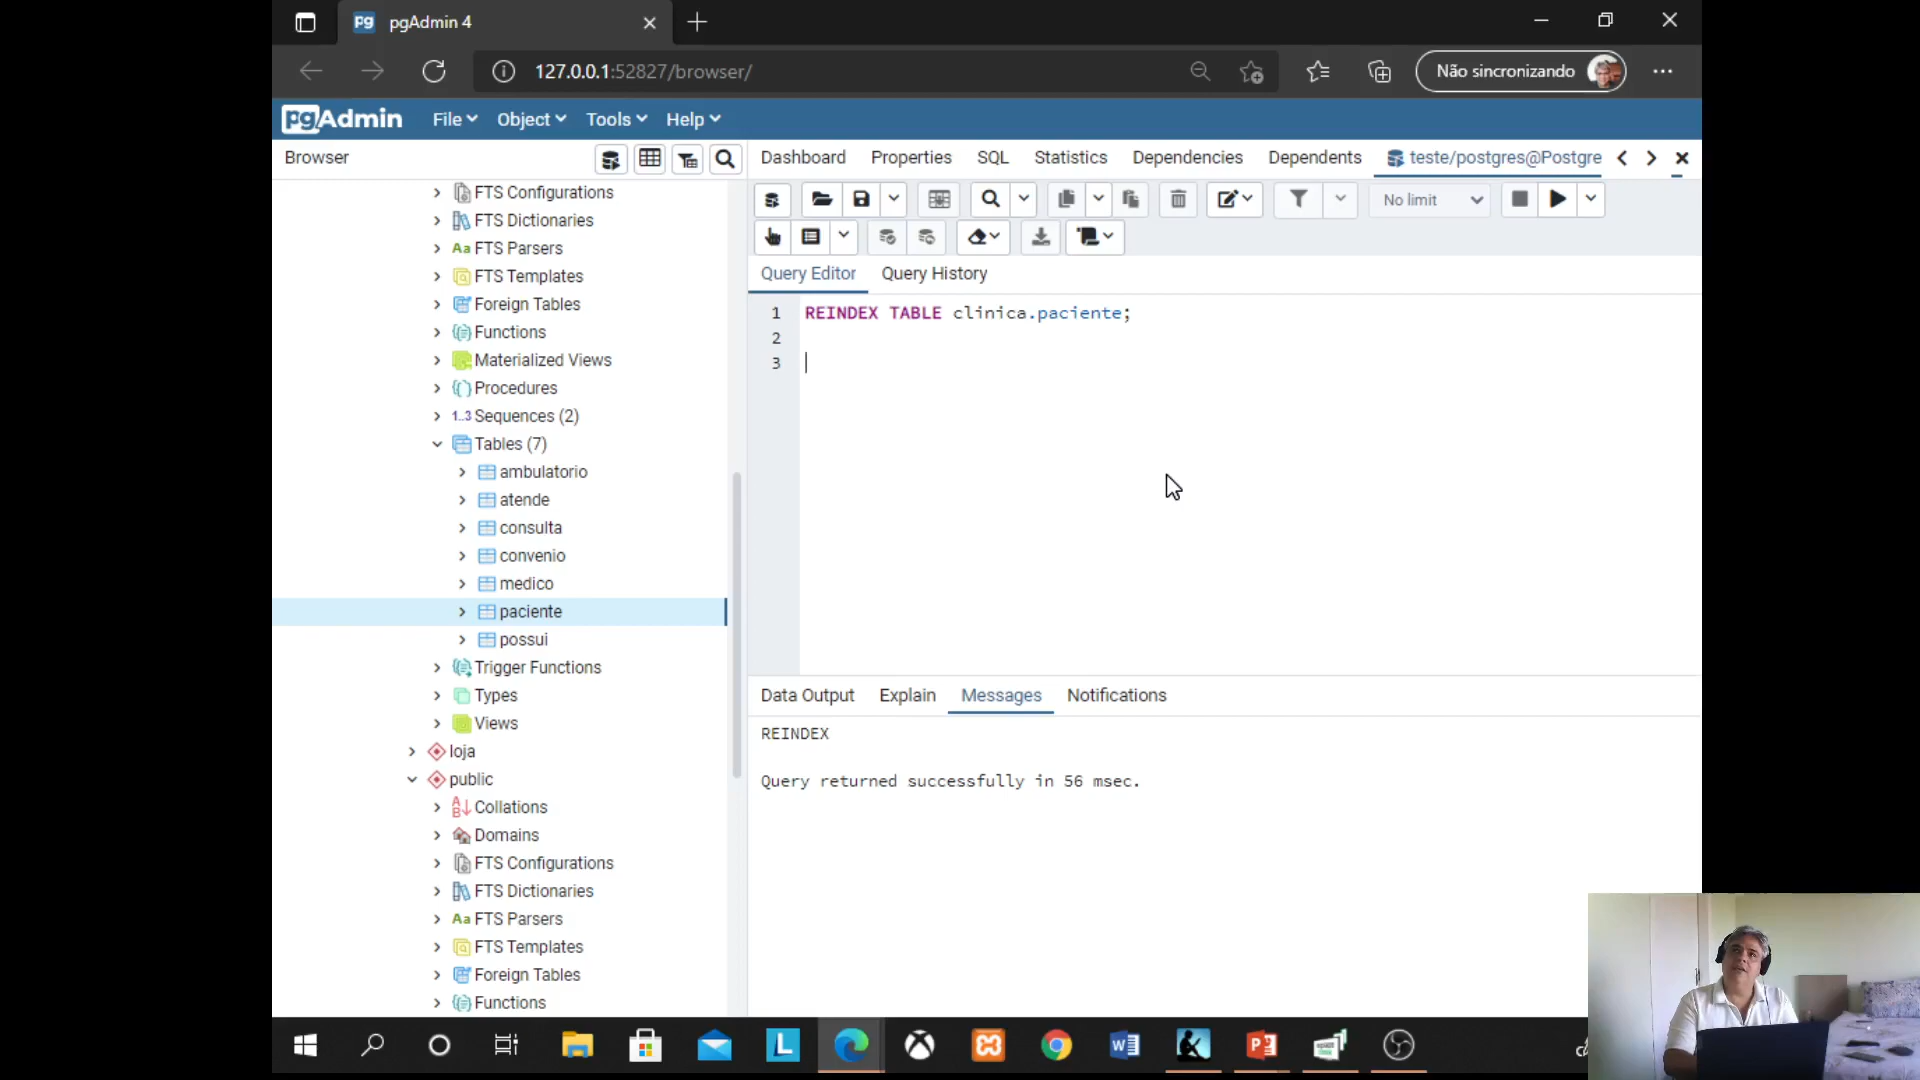 pgAdmin 4
127.0.0.1:52827/browser/
Não sincronizando
pgAdmin
File
Object
Tools
Help
Browser
Dashboard
Properties
SQL
Statistics
Dependencies
Dependents
teste/postgres@Postgre
No limit
Query Editor
Query History
1 REINDEX TABLE clinica.paciente;
2
3
FTS Configurations
FTS Dictionaries
FTS Parsers
FTS Templates
Foreign Tables
Functions
Materialized Views
Procedures
1..3 Sequences (2)
Tables (7)
ambulatorio
atende
consulta
convenio
medico
paciente
possui
Trigger Functions
Types
Views
loja
public
Collations
Domains
FTS Configurations
FTS Dictionaries
FTS Parsers
FTS Templates
Foreign Tables
Functions
Data Output
Explain
Messages
Notifications
REINDEX
Query returned successfully in 56 msec.